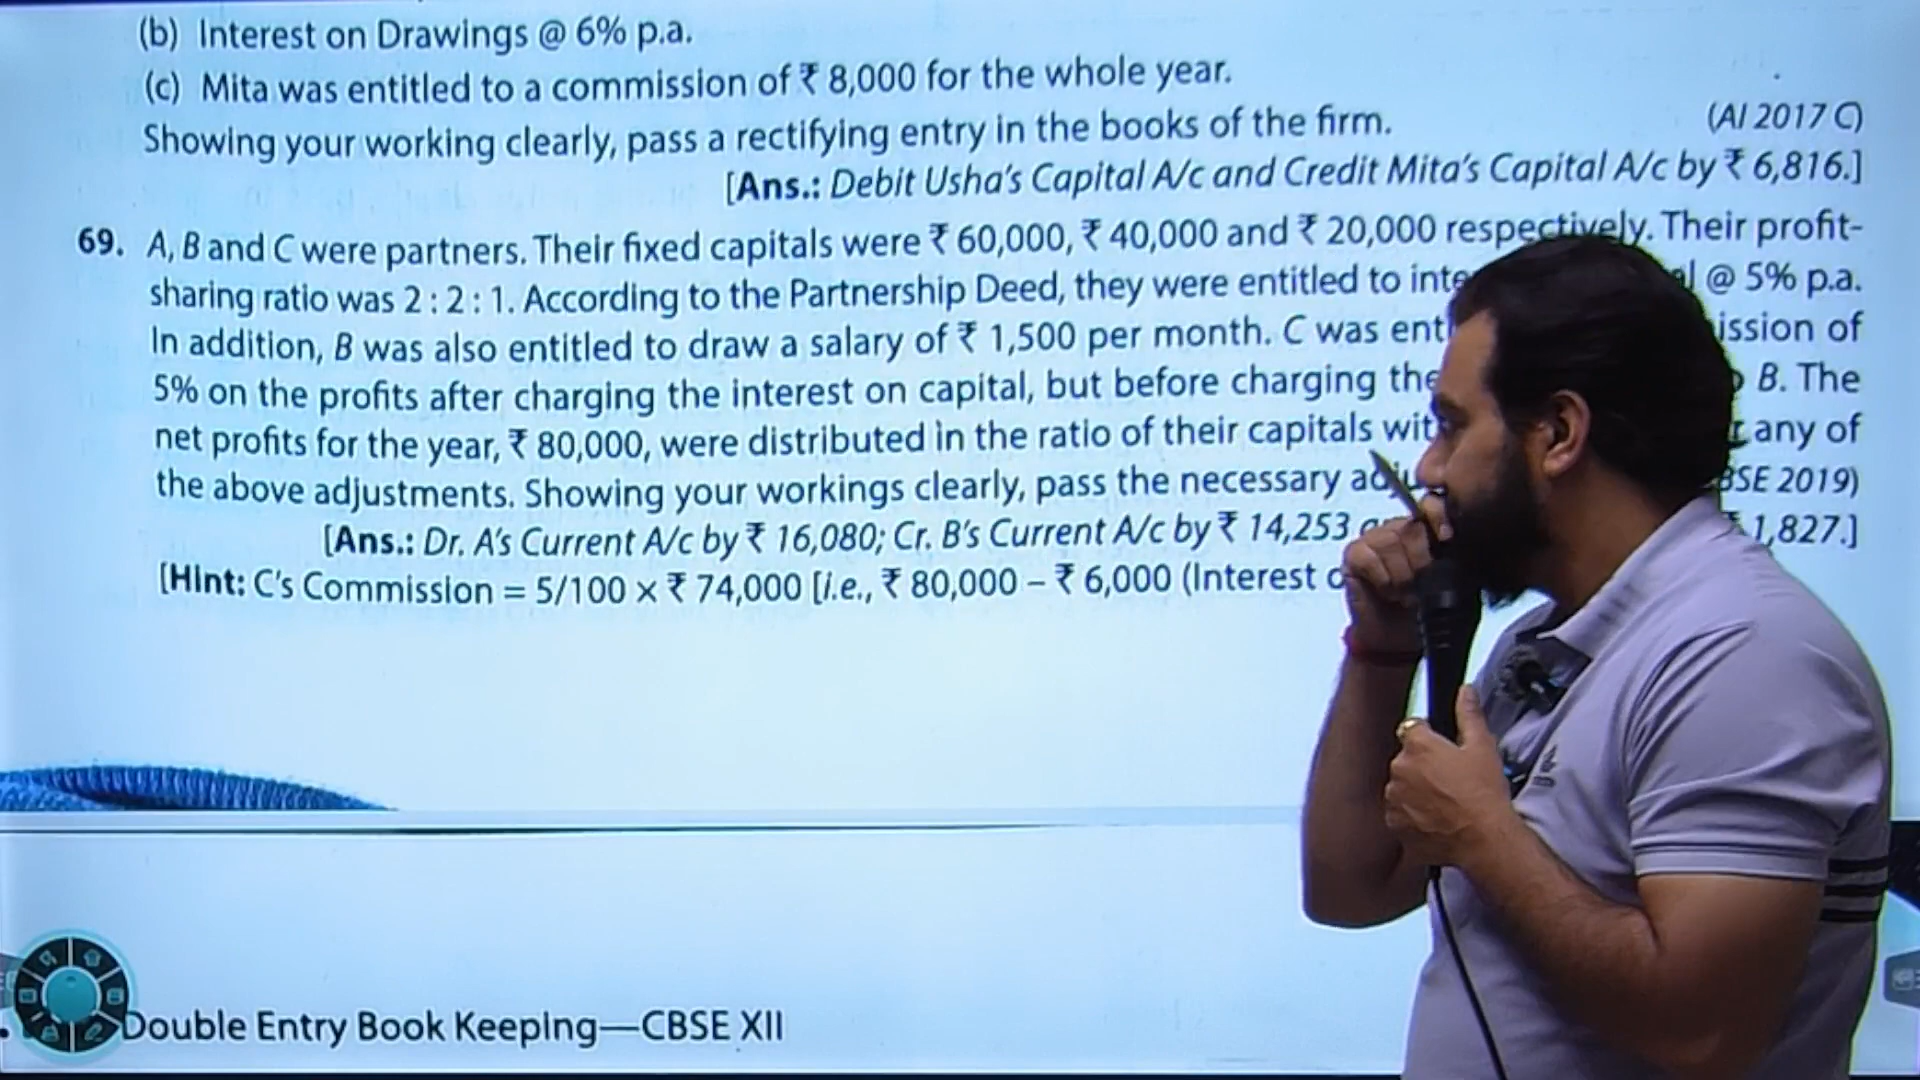 (b) Interest on Drawings @ 6% p.a.
(c) Mita was entitled to a commission of ₹ 8,000 for the whole year.
Showing your working clearly, pass a rectifying entry in the books of the firm. (AI 2017 C)
[Ans.: Debit Usha's Capital A/c and Credit Mita's Capital A/c by ₹ 6,816.]
69. A, B and C were partners. Their fixed capitals were ₹ 60,000, ₹ 40,000 and ₹ 20,000 respectively. Their profit-
sharing ratio was 2 : 2 : 1. According to the Partnership Deed, they were entitled to @ 5% p.a.
In addition, B was also entitled to draw a salary of ₹ 1,500 per month. C was of
5% on the profits after charging the interest on capital, but before charging B. The
net profits for the year, ₹ 80,000, were distributed in the ratio of their capitals any of
the above adjustments. Showing your workings clearly, pass the necessary 2019)
[Ans.: Dr. A's Current A/c by ₹ 16,080; Cr. B's Current A/c by ₹ 14,253 1,827.]
[Hint: C's Commission = 5/100 × ₹ 74,000 [i.e., ₹ 80,000 – ₹ 6,000 (Interest
Double Entry Book Keeping—CBSE XII